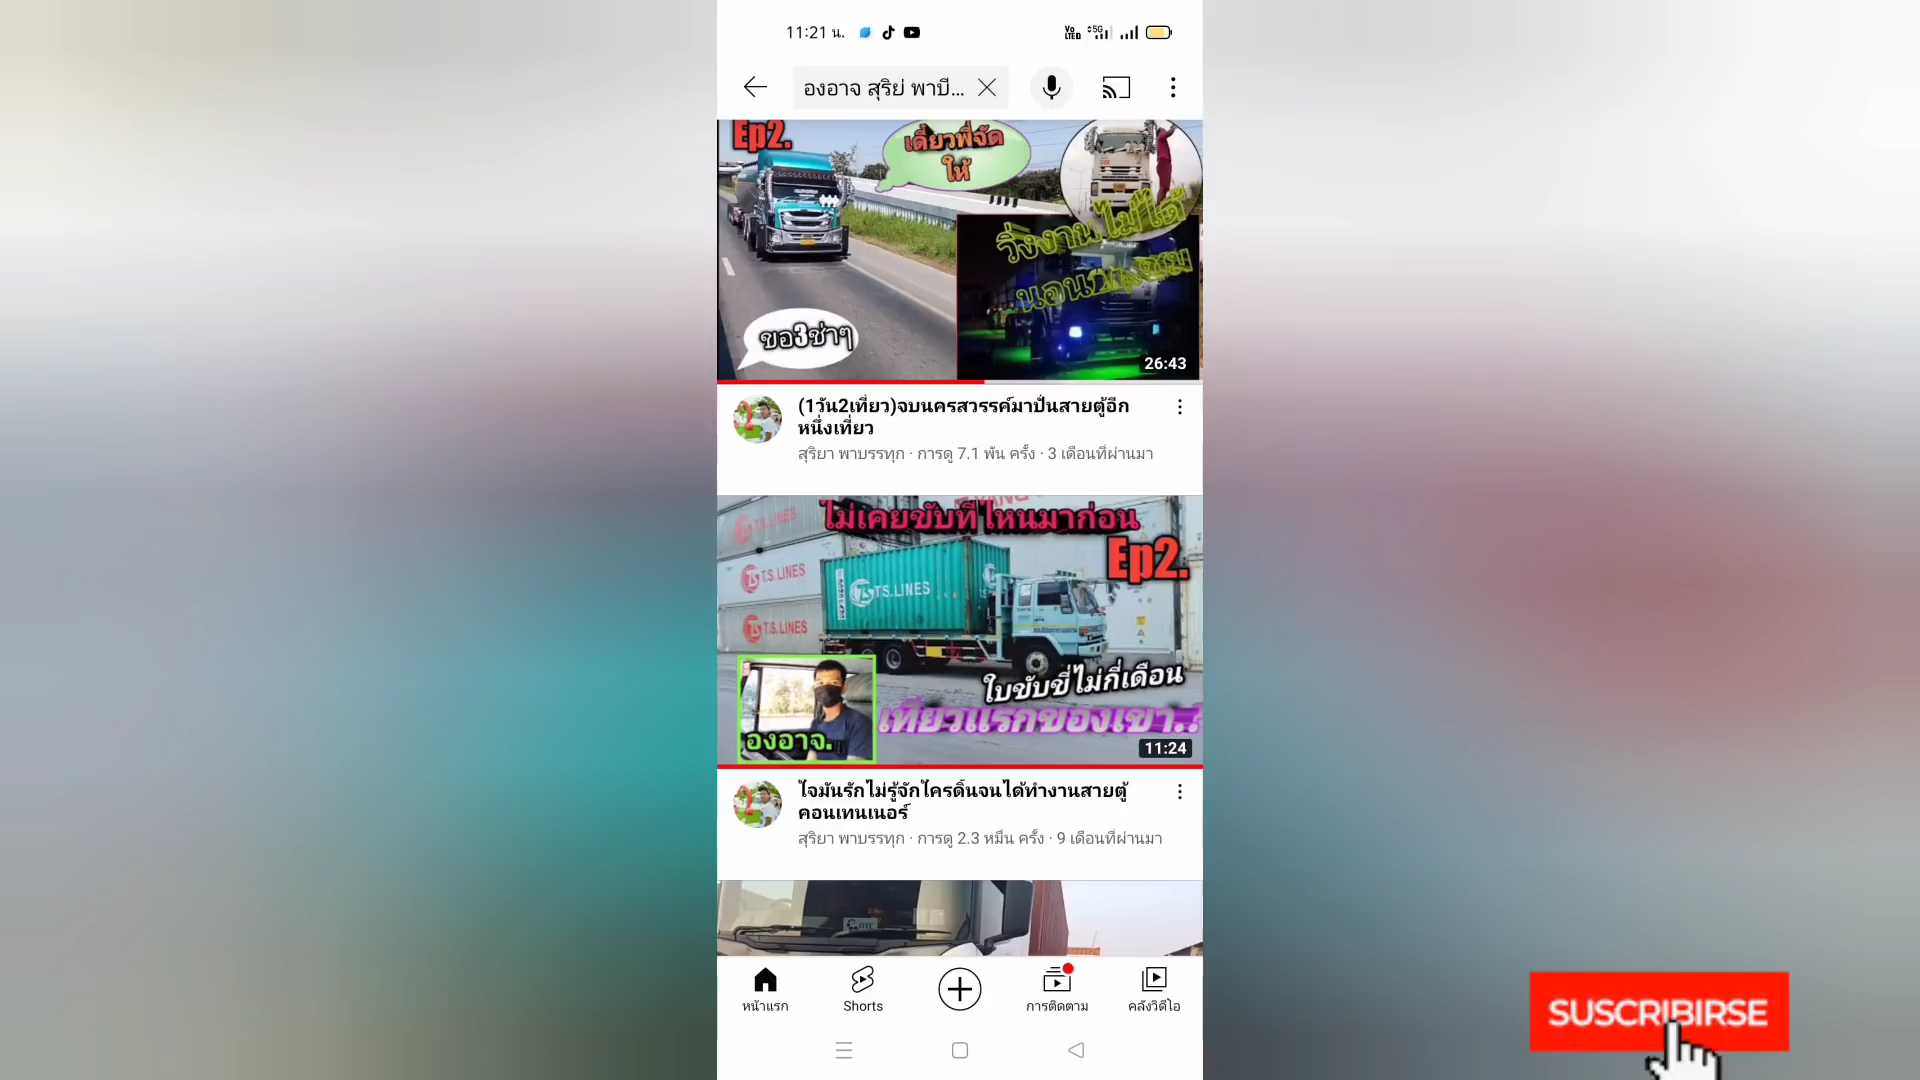 11:21 น.
องอาจ สุริย่ พาบี...
Ep2.
เดี๋ยวพี่จัด
ให้
วิ่งงานไม่ได้
ขอ3ช่าๆ
26:43
(1วัน2เที่ยว)จบนครสวรรค์มาปั่นสายตู้อีก
หนึ่งเที่ยว
สุริยา พาบรรทุก · การดู 7.1 พัน ครั้ง · 3 เดือนที่ผ่านมา
ไม่เคยขับที่ไหนมาก่อน
Ep2.
T.S. LINES
T.S. LINES
T.S. LINES
T.S. LINES
ใบขับขี่ไม่กี่เดือน
เที่ยวแรกของเขา..!
องอาจ.
11:24
ใจมันรักไม่รู้จักใครดิ้นจนได้ทำงานสายตู้
คอนเทนเนอร์
สุริยา พาบรรทุก · การดู 2.3 หมื่น ครั้ง · 9 เดือนที่ผ่านมา
หน้าแรก
Shorts
การติดตาม
คลังวิดีโอ
SUSCRIBIRSE